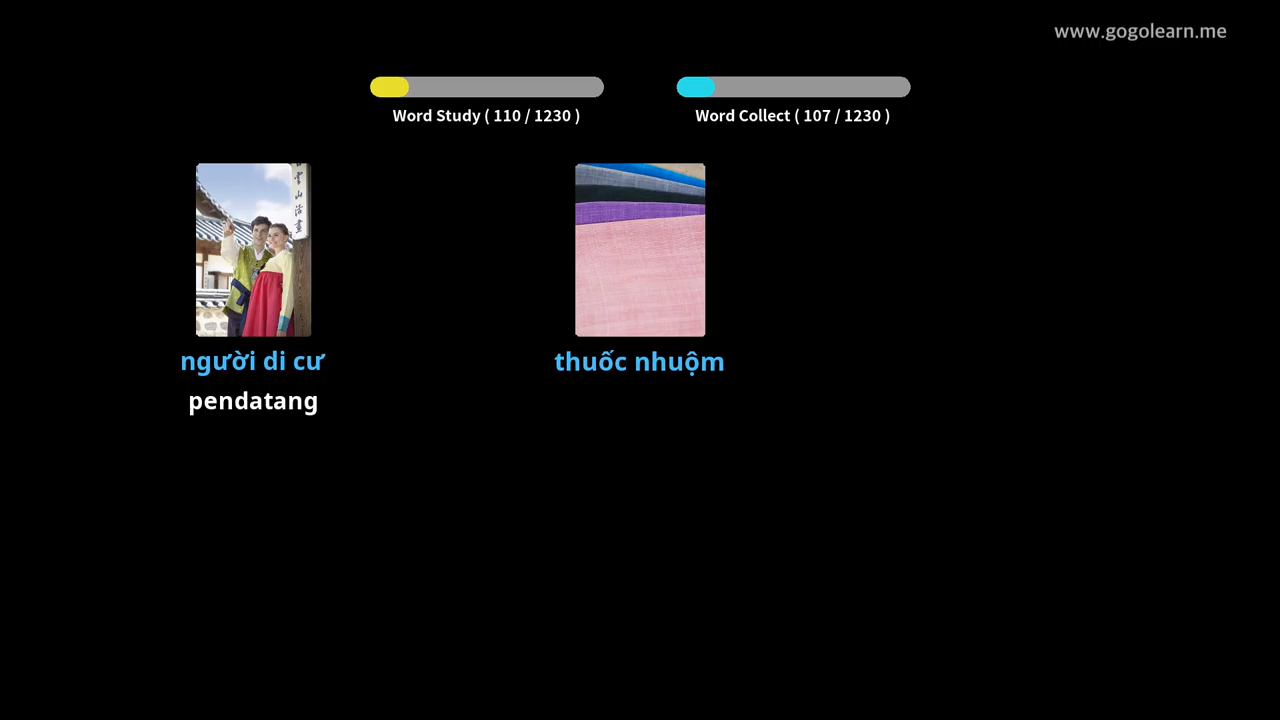 www.gogolearn.me
Word Study ( 110 / 1230 )
Word Collect ( 107 / 1230 )
người di cư
pendatang
thuốc nhuộm